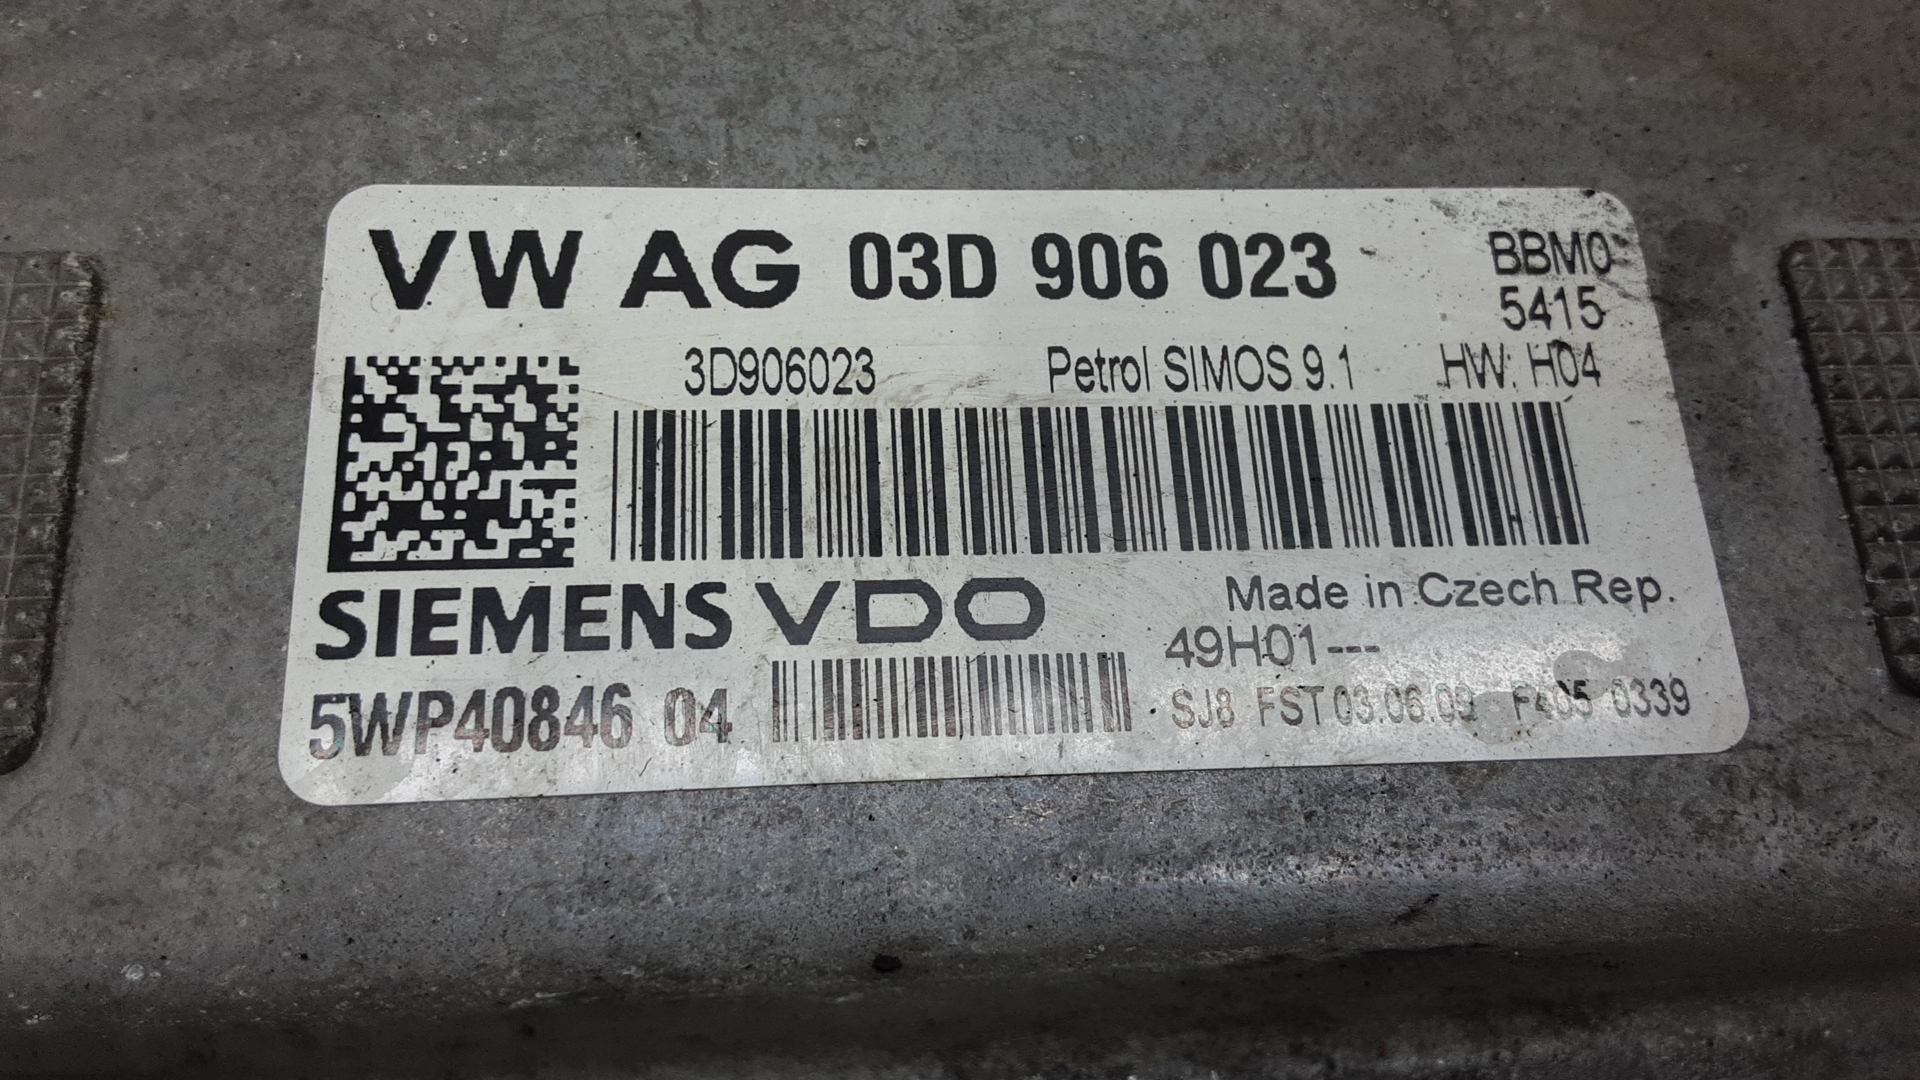 VW AG 03D 906 023 BBM0
5415
3D906023 Petrol SIMOS 9.1 HW: H04
SIEMENS VDO Made in Czech Rep.
49H01---
5WP40846 04 SJ8 FST 03.06.09 F405 0339